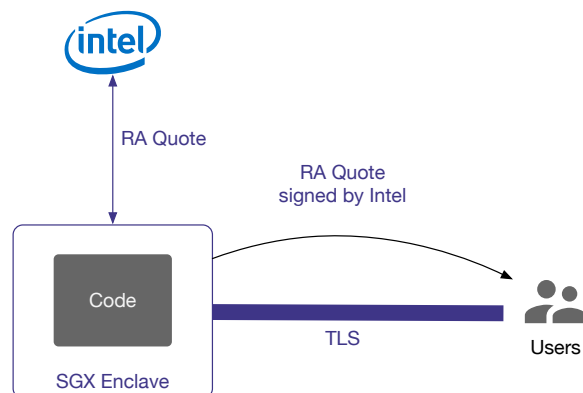 intel
RA Quote
RA Quote
signed by Intel
Code
TLS
Users
SGX Enclave